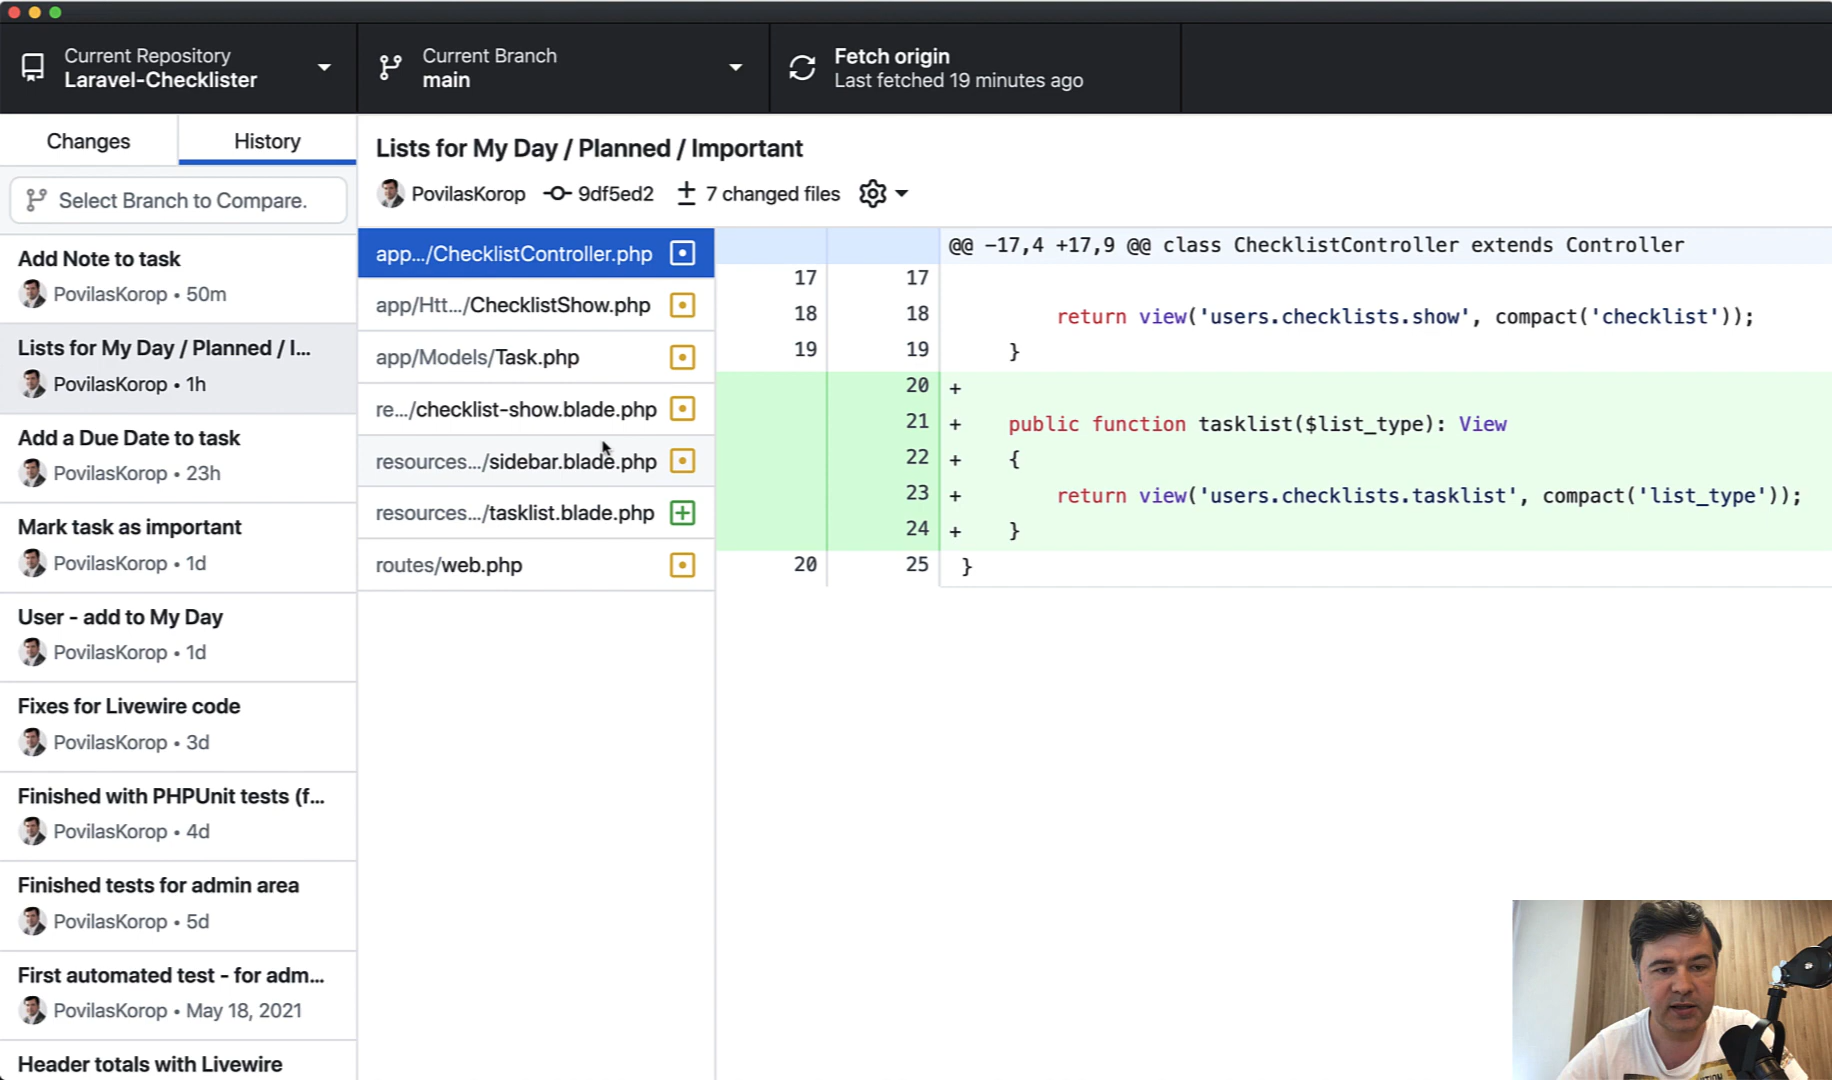 Current Repository
Laravel-Checklister
Current Branch
main
Fetch origin
Last fetched 19 minutes ago
Changes
History
Select Branch to Compare.
Add Note to task
PovilasKorop • 50m
Lists for My Day / Planned / I...
PovilasKorop • 1h
Add a Due Date to task
PovilasKorop • 23h
Mark task as important
PovilasKorop • 1d
User - add to My Day
PovilasKorop • 1d
Fixes for Livewire code
PovilasKorop • 3d
Finished with PHPUnit tests (f...
PovilasKorop • 4d
Finished tests for admin area
PovilasKorop • 5d
First automated test - for adm...
PovilasKorop • May 18, 2021
Header totals with Livewire
Lists for My Day / Planned / Important
PovilasKorop 9df5ed2 7 changed files
app.../ChecklistController.php
app/Htt.../ChecklistShow.php
app/Models/Task.php
re.../checklist-show.blade.php
resources.../sidebar.blade.php
resources.../tasklist.blade.php
routes/web.php
@@ -17,4 +17,9 @@ class ChecklistController extends Controller
17 17
18 18 return view('users.checklists.show', compact('checklist'));
19 19 }
20 +
21 + public function tasklist($list_type): View
22 + {
23 + return view('users.checklists.tasklist', compact('list_type'));
24 + }
20 25 }